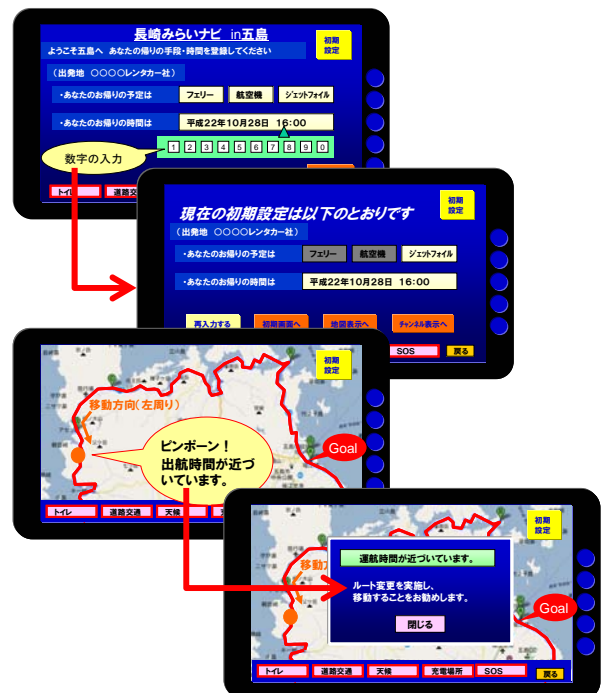 長崎みらいナビ in五島
初期
設定
ようこそ五島へ あなたの帰りの手段・時間を登録してください
（出発地 〇〇〇〇レンタカー社）
・あなたのお帰りの予定は
フェリー
航空機
ジェットフォイル
・あなたのお帰りの時間は
平成22年10月28日 16:00
1 2 3 4 5 6 7 8 9 0
数字の入力
トイレ
道路交
初期
設定
現在の初期設定は以下のとおりです
（出発地 〇〇〇〇レンタカー社）
・あなたのお帰りの予定は
フェリー
航空機
ジェットフォイル
・あなたのお帰りの時間は
平成22年10月28日 16:00
再入力する
初期画面へ
地図表示へ
チャンネル表示へ
SOS
戻る
初期
設定
移動方向（左周り）
ピンポーン！
出航時間が近づ
いています。
Goal
トイレ
道路交通
天候
初期
設定
移動
運航時間が近づいています。
ルート変更を実施し、
移動することをお勧めします。
閉じる
Goal
トイレ
道路交通
天候
充電場所
SOS
戻る